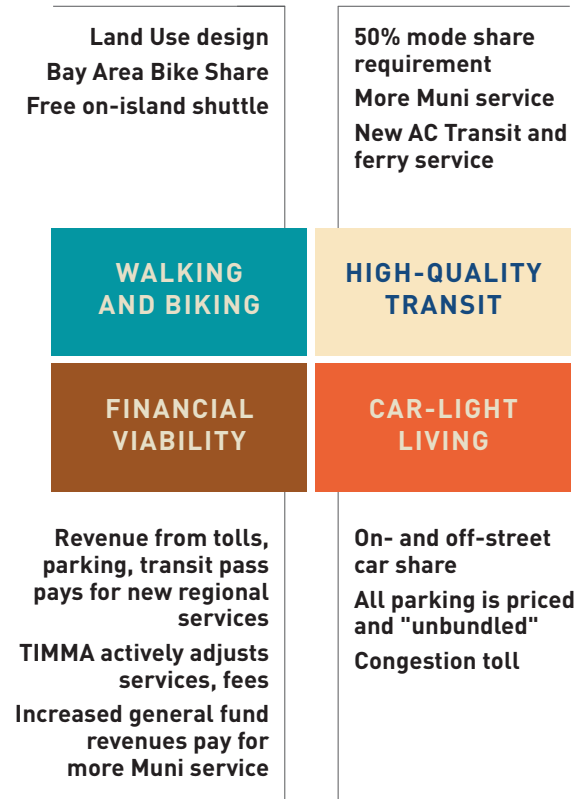 Land Use design
Bay Area Bike Share
Free on-island shuttle
50% mode share
requirement
More Muni service
New AC Transit and
ferry service
WALKING
AND BIKING
HIGH-QUALITY
TRANSIT
FINANCIAL
VIABILITY
CAR-LIGHT
LIVING
Revenue from tolls,
parking, transit pass
pays for new regional
services
TIMMA actively adjusts
services, fees
Increased general fund
revenues pay for
more Muni service
On- and off-street
car share
All parking is priced
and "unbundled"
Congestion toll